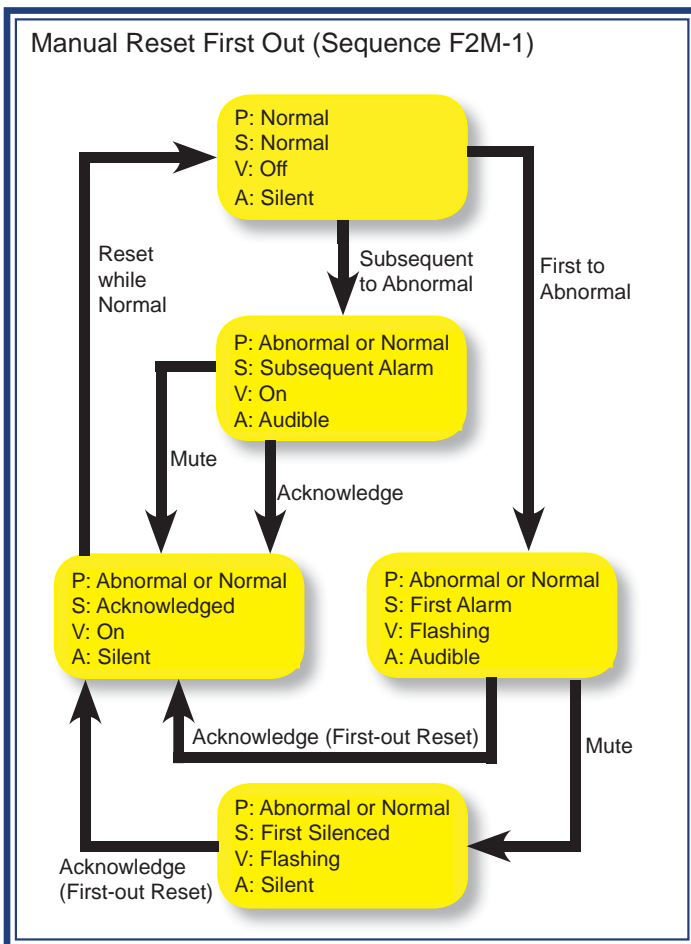 Manual Reset First Out (Sequence F2M-1)
P: Normal
S: Normal
V: Off
A: Silent
Reset
while
Normal
Subsequent
to Abnormal
First to
Abnormal
P: Abnormal or Normal
S: Subsequent Alarm
V: On
A: Audible
Mute
Acknowledge
P: Abnormal or Normal
S: Acknowledged
V: On
A: Silent
P: Abnormal or Normal
S: First Alarm
V: Flashing
A: Audible
Acknowledge (First-out Reset)
Mute
P: Abnormal or Normal
S: First Silenced
V: Flashing
A: Silent
Acknowledge
(First-out Reset)